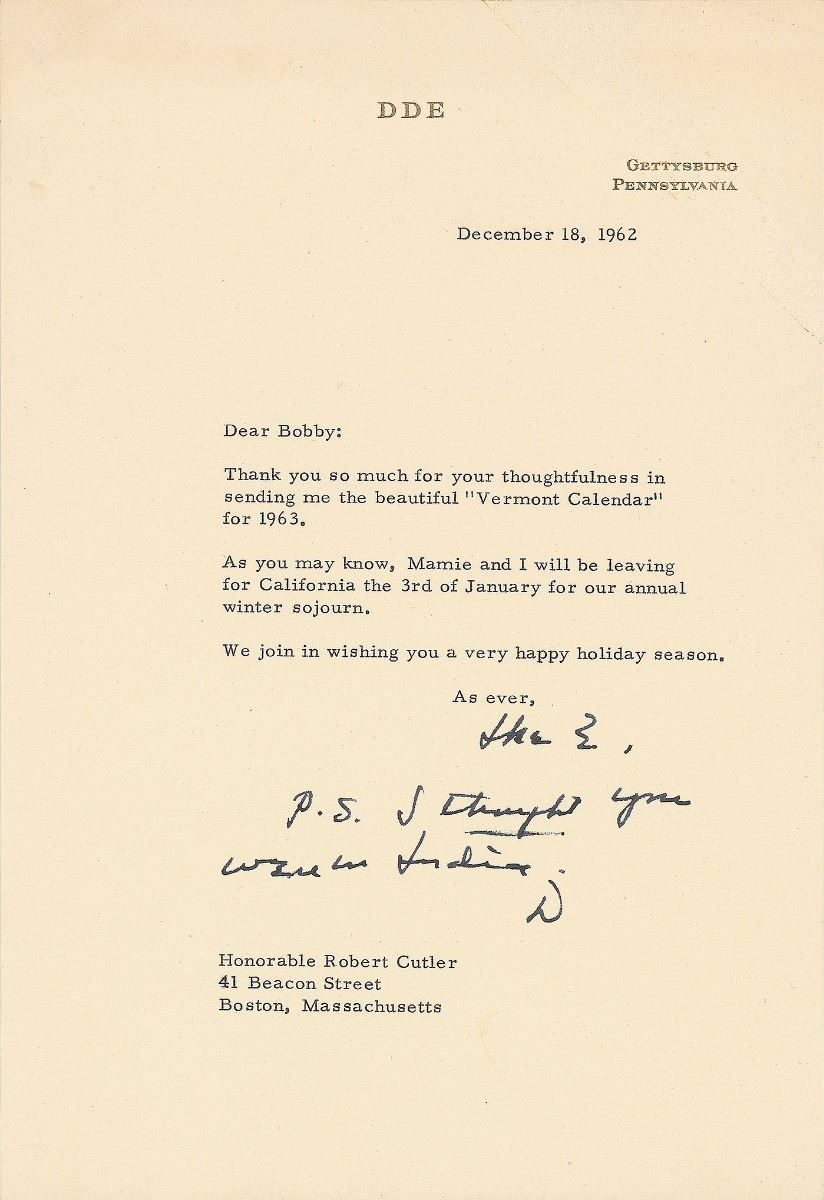 DDE
GETTYSBURG
PENNSYLVANIA
December 18, 1962
Dear Bobby:
Thank you so much for your thoughtfulness in
sending me the beautiful "Vermont Calendar"
for 1963.
As you may know, Mamie and I will be leaving
for California the 3rd of January for our annual
winter sojourn.
We join in wishing you a very happy holiday season.
As ever,
Ike E.
P.S. I thought you
were in India.
D
Honorable Robert Cutler
41 Beacon Street
Boston, Massachusetts